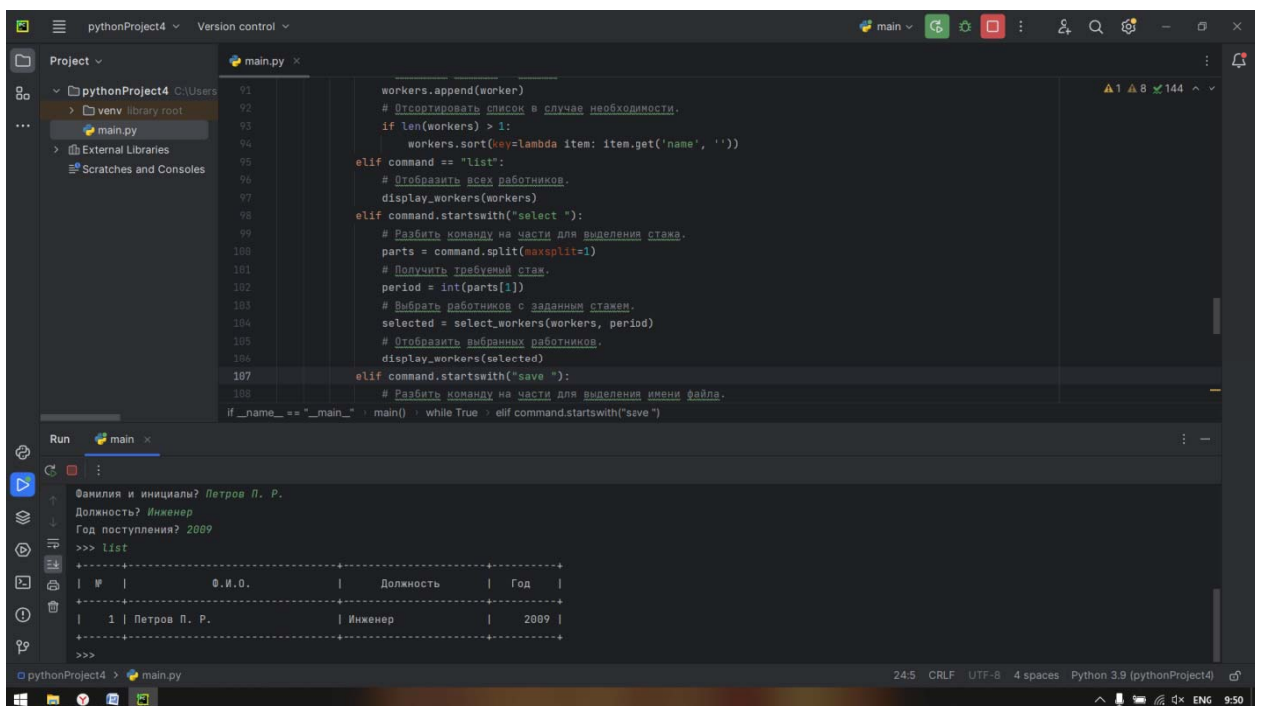 pythonProject4 Version control main
Project main.py
pythonProject4 C:\Users
venv library root
main.py
External Libraries
Scratches and Consoles
1 8 144
91 workers.append(worker)
92 # Отсортировать список в случае необходимости.
93 if len(workers) > 1:
94 workers.sort(key=lambda item: item.get('name', ''))
95 elif command == "list":
96 # Отобразить всех работников.
97 display_workers(workers)
98 elif command.startswith("select "):
99 # Разбить команду на части для выделения стажа.
100 parts = command.split(maxsplit=1)
101 # Получить требуемый стаж.
102 period = int(parts[1])
103 # Выбрать работников с заданным стажем.
104 selected = select_workers(workers, period)
105 # Отобразить выбранных работников.
106 display_workers(selected)
107 elif command.startswith("save "):
108 # Разбить команду на части для выделения имени файла.
if __name__ == "__main__" › main() › while True › elif command.startswith("save ")
Run main
Фамилия и инициалы? Петров П. Р.
Должность? Инженер
Год поступления? 2009
>>> list
+------+--------------------------------+----------------------+----------+
| № | Ф.И.О. | Должность | Год |
+------+--------------------------------+----------------------+----------+
| 1 | Петров П. Р. | Инженер | 2009 |
+------+--------------------------------+----------------------+----------+
>>>
pythonProject4 > main.py 24:5 CRLF UTF-8 4 spaces Python 3.9 (pythonProject4)
ENG 9:50